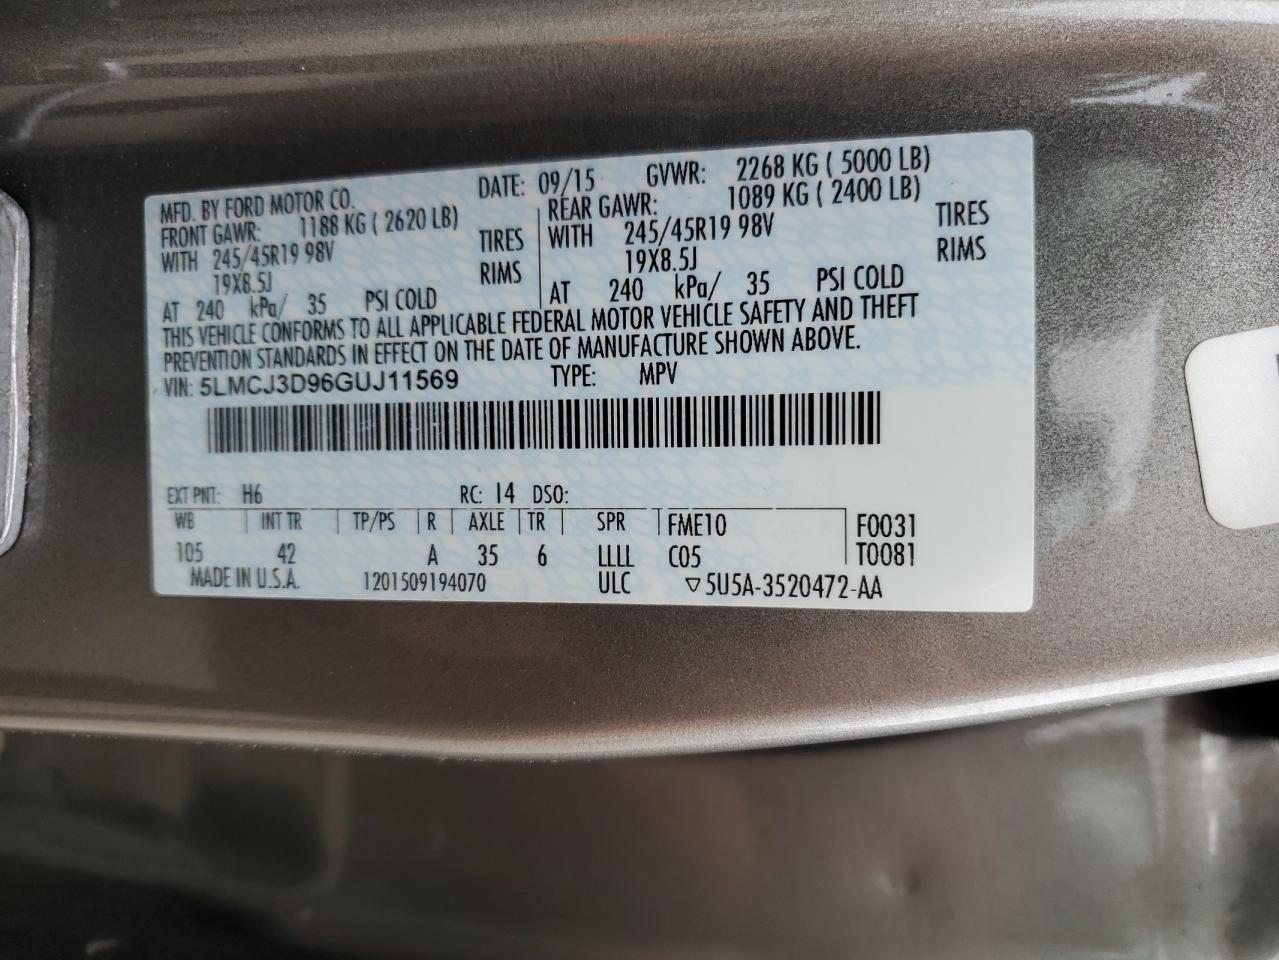 MFD. BY FORD MOTOR CO. DATE: 09/15 GVWR: 2268 KG ( 5000 LB)
FRONT GAWR: 1188 KG ( 2620 LB) REAR GAWR: 1089 KG ( 2400 LB)
WITH 245/45R19 98V TIRES WITH 245/45R19 98V TIRES
19X8.5J RIMS 19X8.5J RIMS
AT 240 kPa/ 35 PSI COLD AT 240 kPa/ 35 PSI COLD
THIS VEHICLE CONFORMS TO ALL APPLICABLE FEDERAL MOTOR VEHICLE SAFETY AND THEFT
PREVENTION STANDARDS IN EFFECT ON THE DATE OF MANUFACTURE SHOWN ABOVE.
VIN: 5LMCJ3D96GUJ11569 TYPE: MPV
EXT PNT: H6 RC: 14 DSO:
WB INT TR TP/PS R AXLE TR SPR FME10 F0031
105 42 A 35 6 LLLL C05 T0081
MADE IN U.S.A. 1201509194070 ULC ▽5U5A-3520472-AA